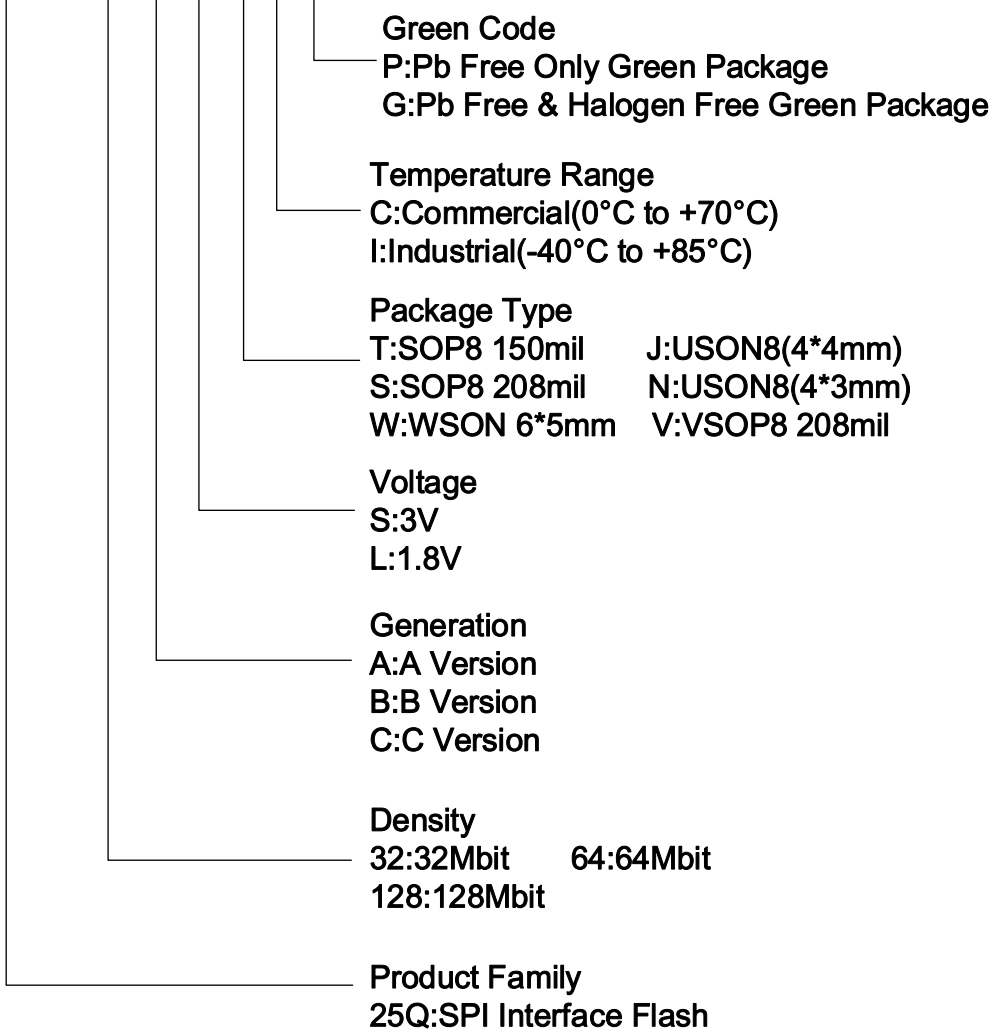 Green Code
P:Pb Free Only Green Package
G:Pb Free & Halogen Free Green Package
Temperature Range
C:Commercial(0°C to +70°C)
I:Industrial(-40°C to +85°C)
Package Type
T:SOP8 150mil J:USON8(4*4mm)
S:SOP8 208mil N:USON8(4*3mm)
W:WSON 6*5mm V:VSOP8 208mil
Voltage
S:3V
L:1.8V
Generation
A:A Version
B:B Version
C:C Version
Density
32:32Mbit 64:64Mbit
128:128Mbit
Product Family
25Q:SPI Interface Flash